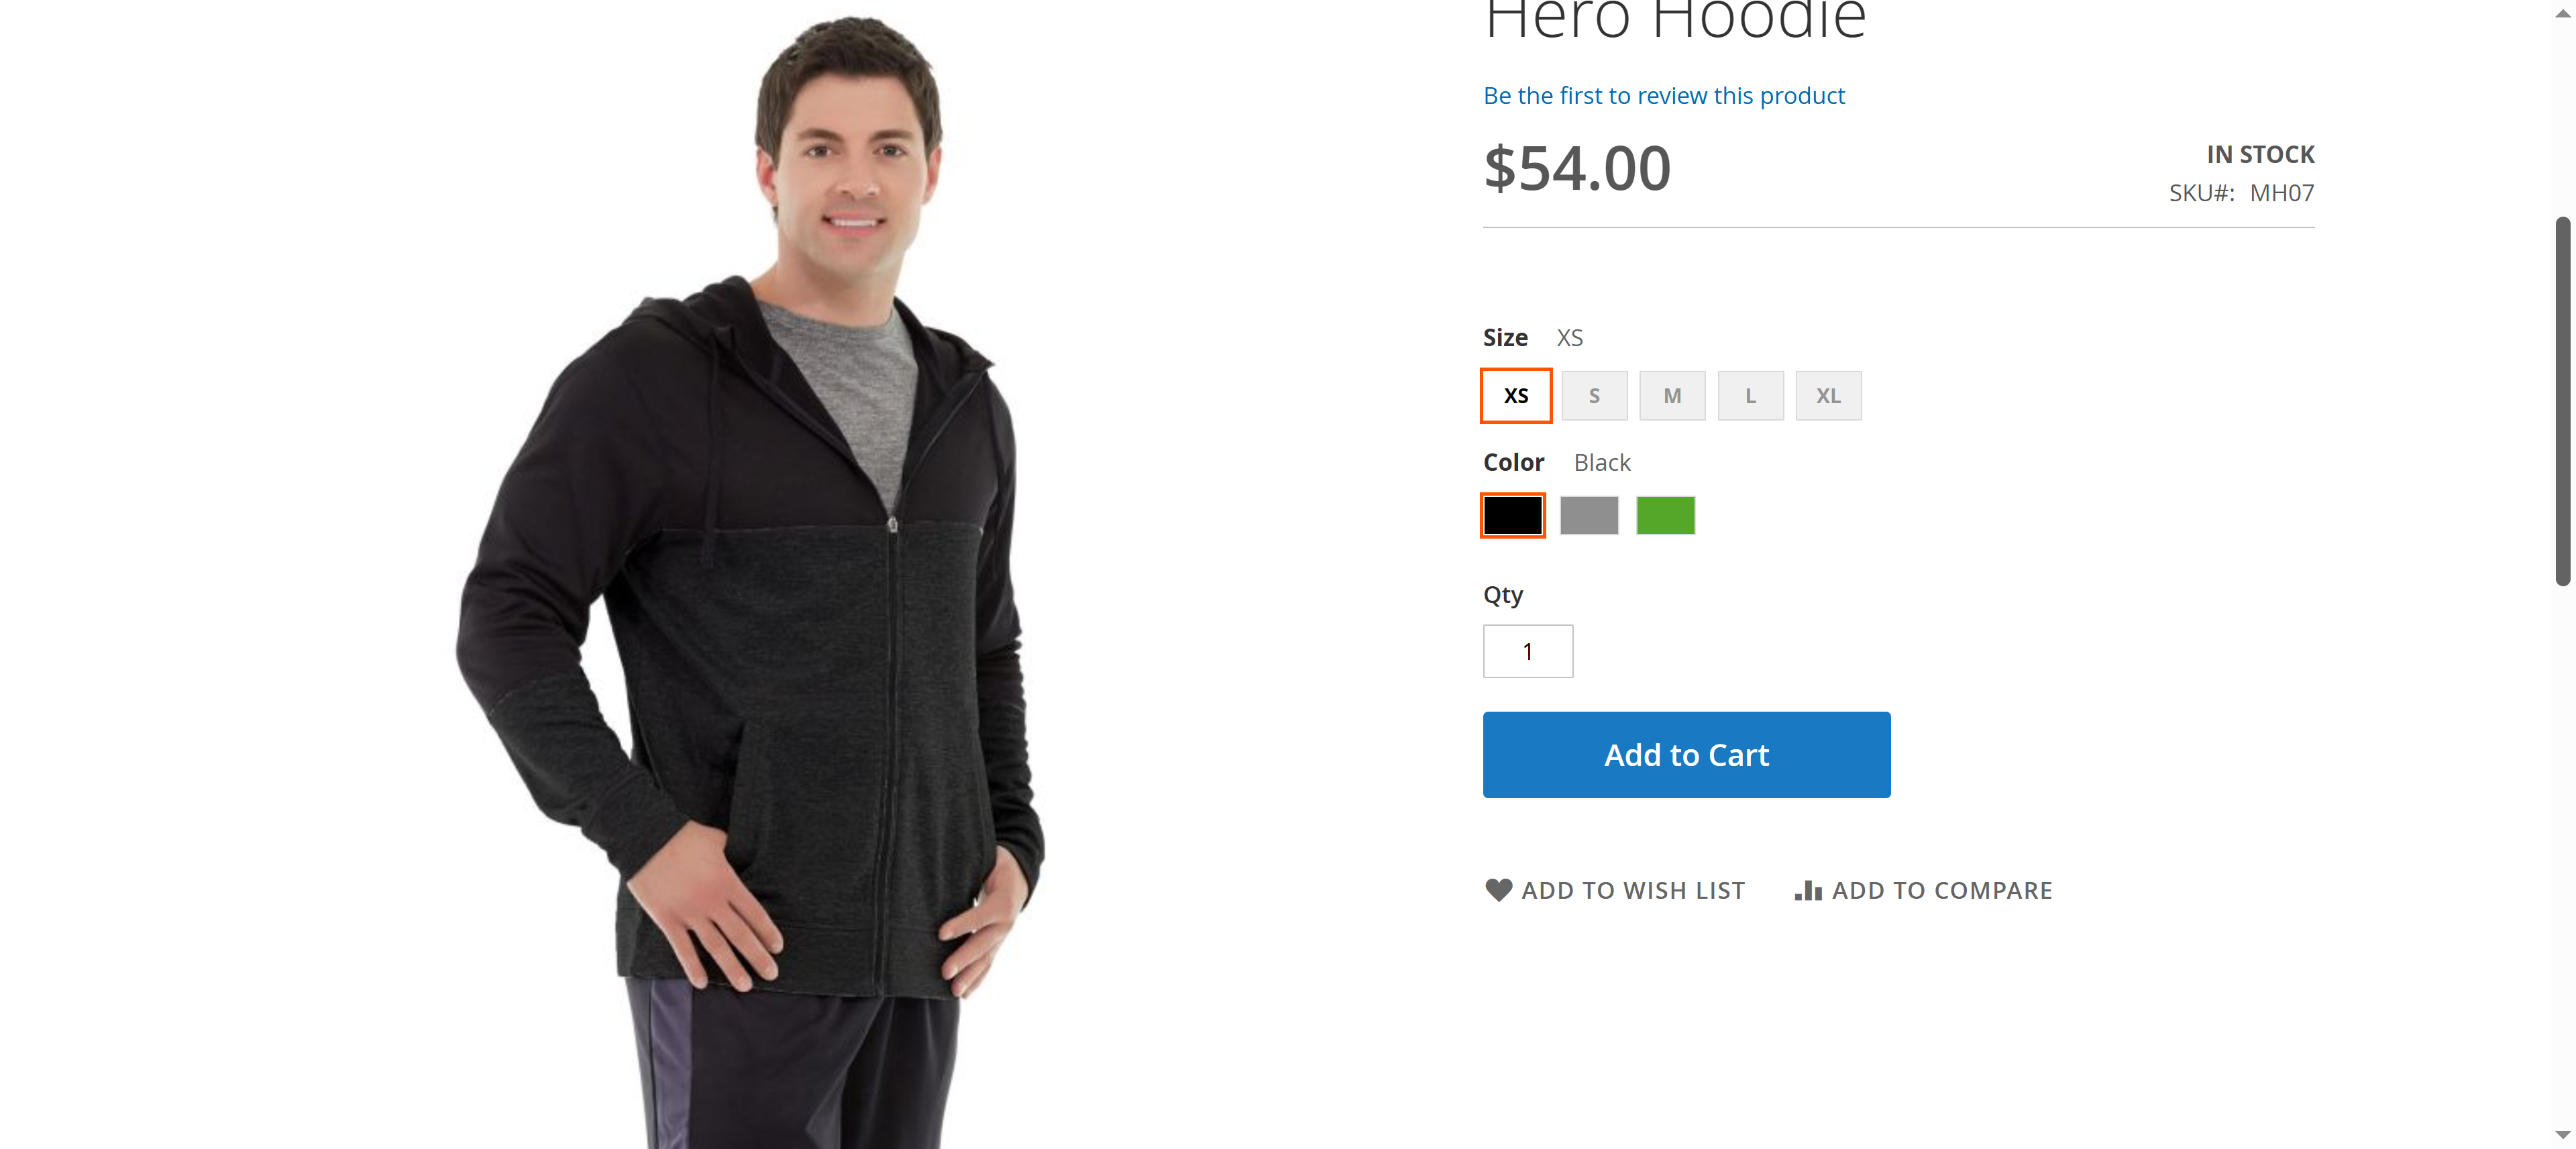 Hero Hoodie
Be the first to review this product
$54.00
IN STOCK
SKU#: MH07
Size XS
XS S M L XL
Color Black
Qty
1
Add to Cart
ADD TO WISH LIST ADD TO COMPARE